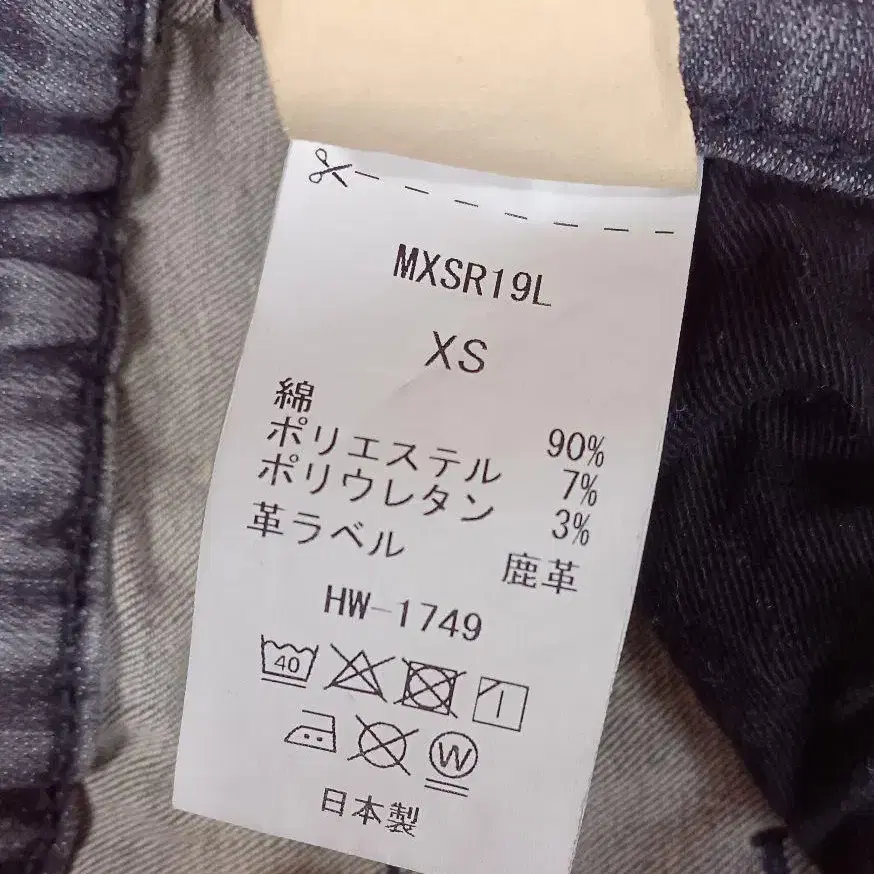 MXSR19L
XS
綿 90%
ポリエステル 7%
ポリウレタン 3%
革ラベル 鹿革
HW-1749
40
W
日本製